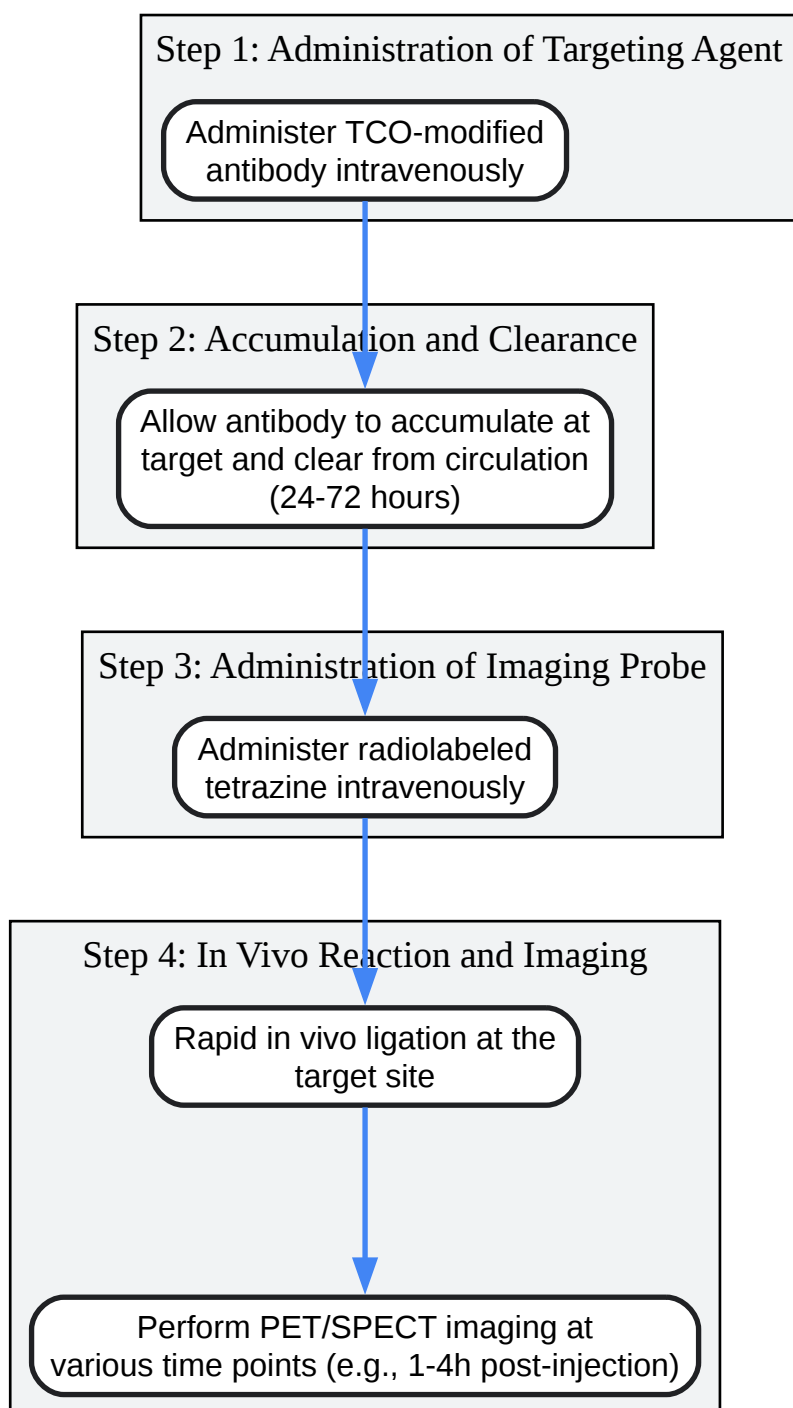 Step 1: Administration of Targeting Agent
Administer TCO-modified
antibody intravenously
Step 2: Accumulation and Clearance
Allow antibody to accumulate at
target and clear from circulation
(24-72 hours)
Step 3: Administration of Imaging Probe
Administer radiolabeled
tetrazine intravenously
Step 4: In Vivo Reaction and Imaging
Rapid in vivo ligation at the
target site
Perform PET/SPECT imaging at
various time points (e.g., 1-4h post-injection)